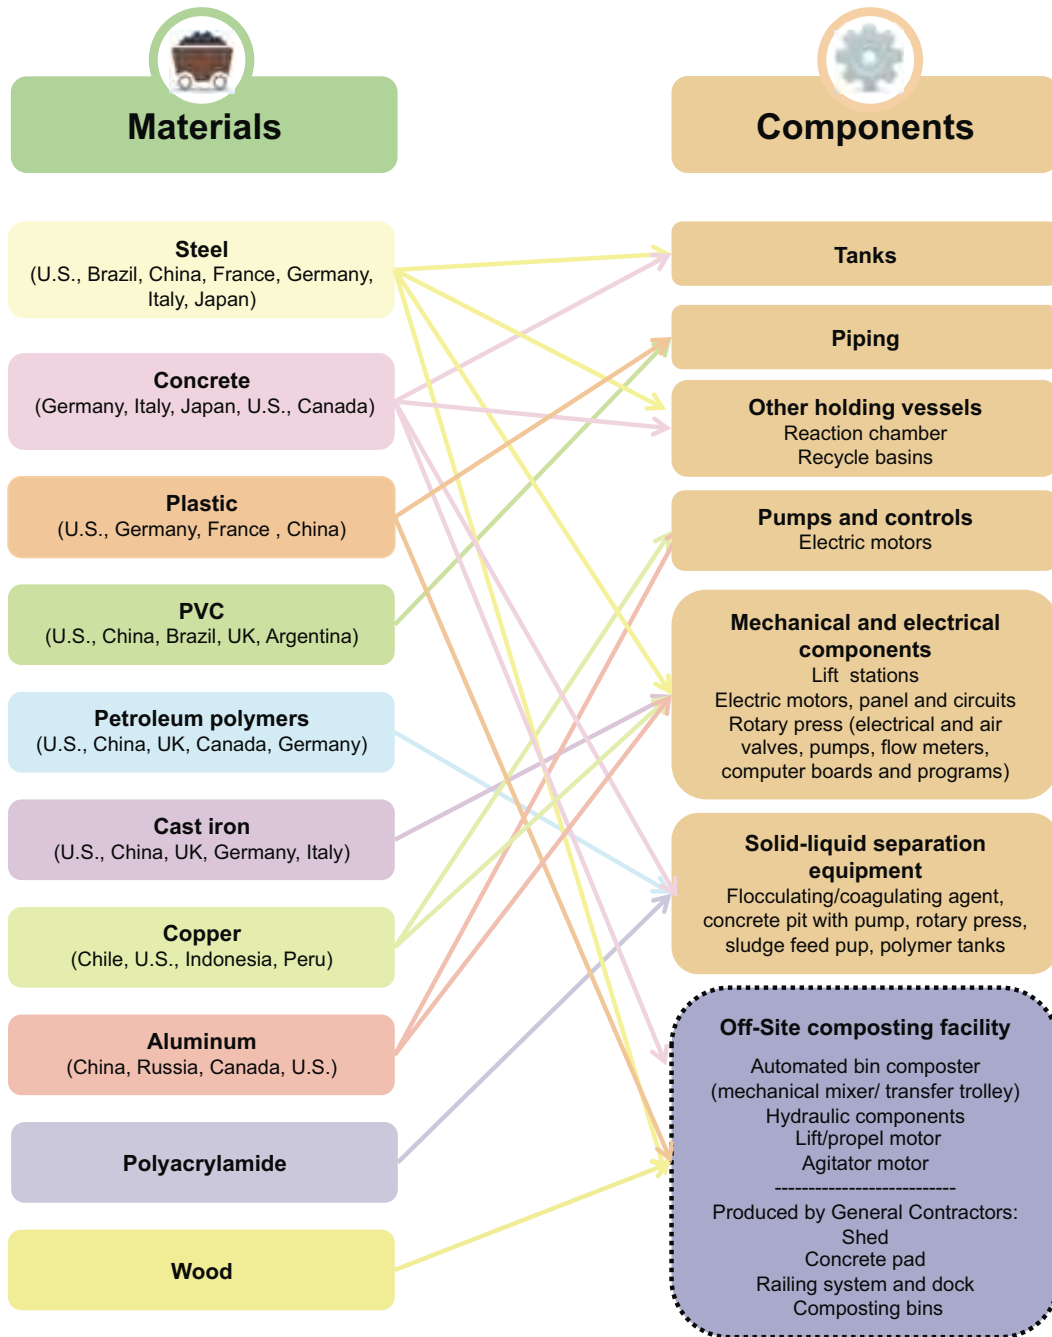 Materials
Components
Steel
(U.S., Brazil, China, France, Germany,
Italy, Japan)
Concrete
(Germany, Italy, Japan, U.S., Canada)
Plastic
(U.S., Germany, France , China)
PVC
(U.S., China, Brazil, UK, Argentina)
Petroleum polymers
(U.S., China, UK, Canada, Germany)
Cast iron
(U.S., China, UK, Germany, Italy)
Copper
(Chile, U.S., Indonesia, Peru)
Aluminum
(China, Russia, Canada, U.S.)
Polyacrylamide
Wood
Tanks
Piping
Other holding vessels
Reaction chamber
Recycle basins
Pumps and controls
Electric motors
Mechanical and electrical
components
Lift stations
Electric motors, panel and circuits
Rotary press (electrical and air
valves, pumps, flow meters,
computer boards and programs)
Solid-liquid separation
equipment
Flocculating/coagulating agent,
concrete pit with pump, rotary press,
sludge feed pup, polymer tanks
Off-Site composting facility
Automated bin composter
(mechanical mixer/ transfer trolley)
Hydraulic components
Lift/propel motor
Agitator motor
---------------------------
Produced by General Contractors:
Shed
Concrete pad
Railing system and dock
Composting bins